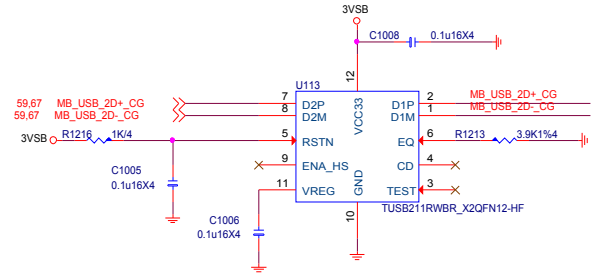 3VSB
C1008
0.1u16X4
U113
12
59,67 MB_USB_2D+_CG
7
D2P
VCC33
D1P
2
MB_USB_2D+_CG
59,67 MB_USB_2D-_CG
8
D2M
D1M
1
MB_USB_2D-_CG
3VSB
R1216
1K/4
5
RSTN
EQ
6
R1213
3.9K1%4
9
ENA_HS
CD
4
C1005
0.1u16X4
11
VREG
GND
TEST
3
10
TUSB211RWBR_X2QFN12-HF
C1006
0.1u16X4